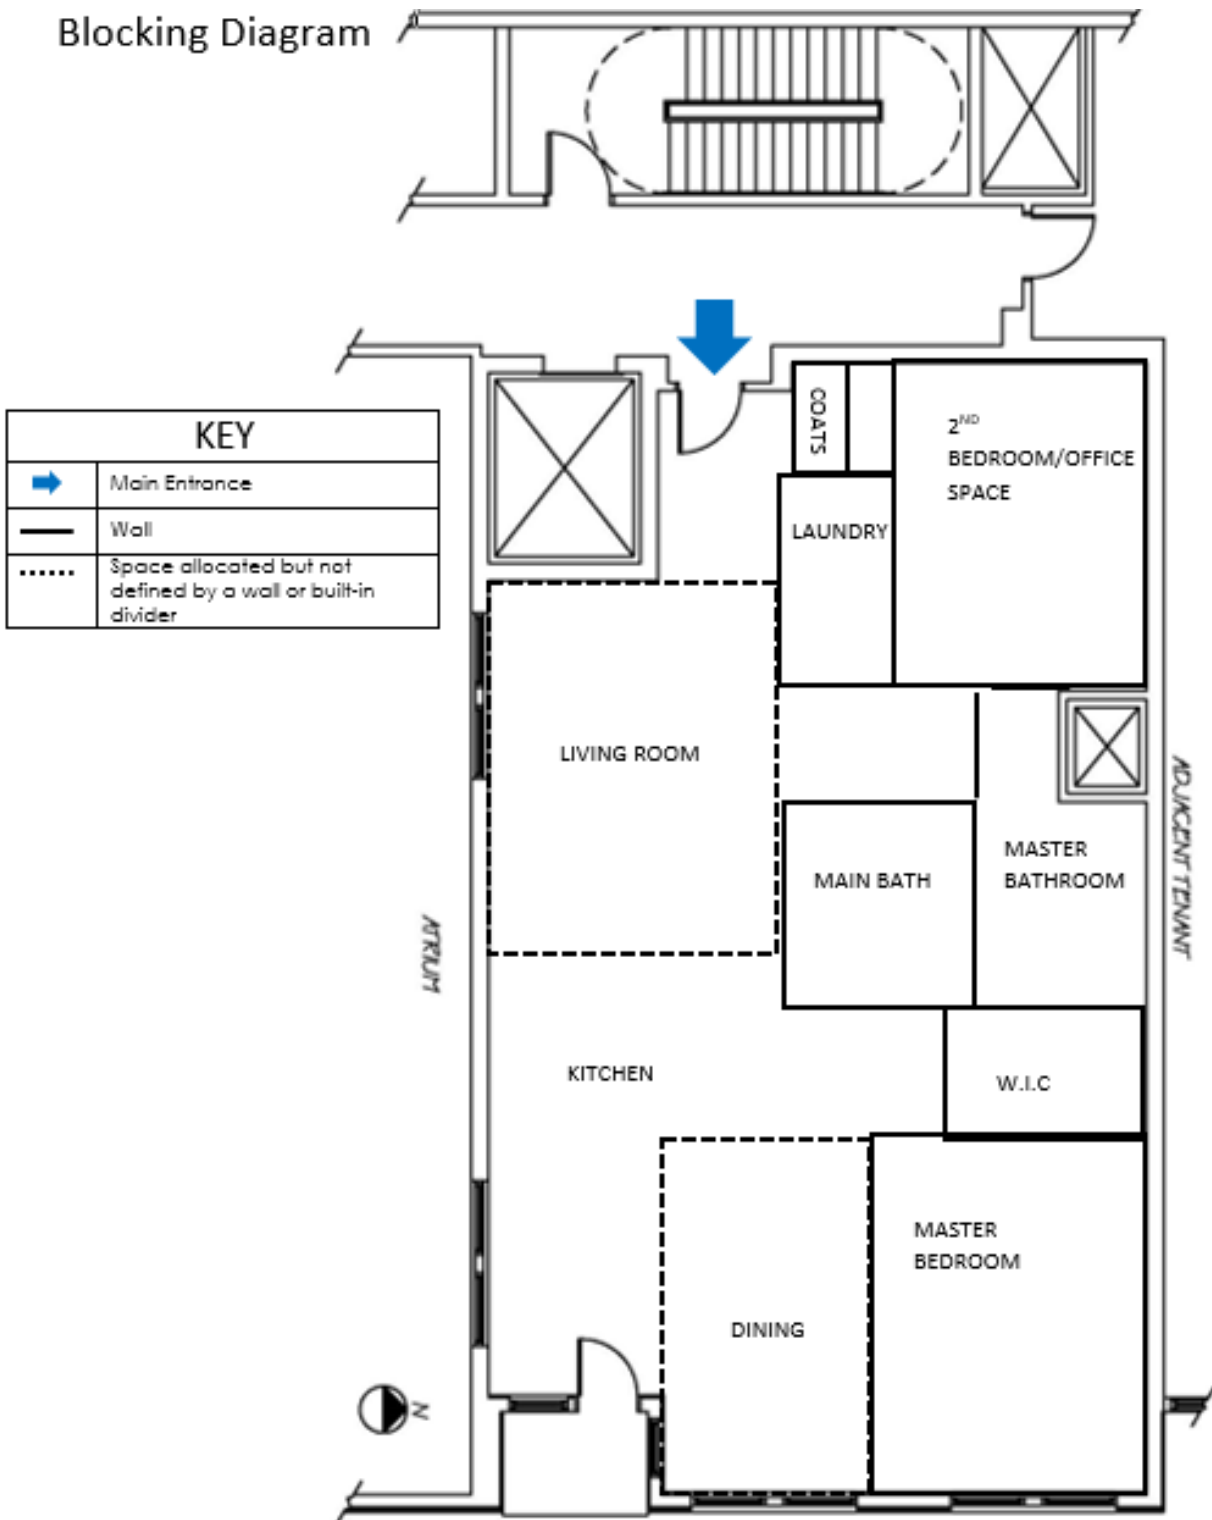 Blocking Diagram
KEY
Main Entrance
Wall
Space allocated but not
defined by a wall or built-in
divider
COATS
2ND
BEDROOM/OFFICE
SPACE
LAUNDRY
LIVING ROOM
MAIN BATH
MASTER
BATHROOM
ADJACENT TENANT
ATRIUM
KITCHEN
W.I.C
MASTER
BEDROOM
DINING
N